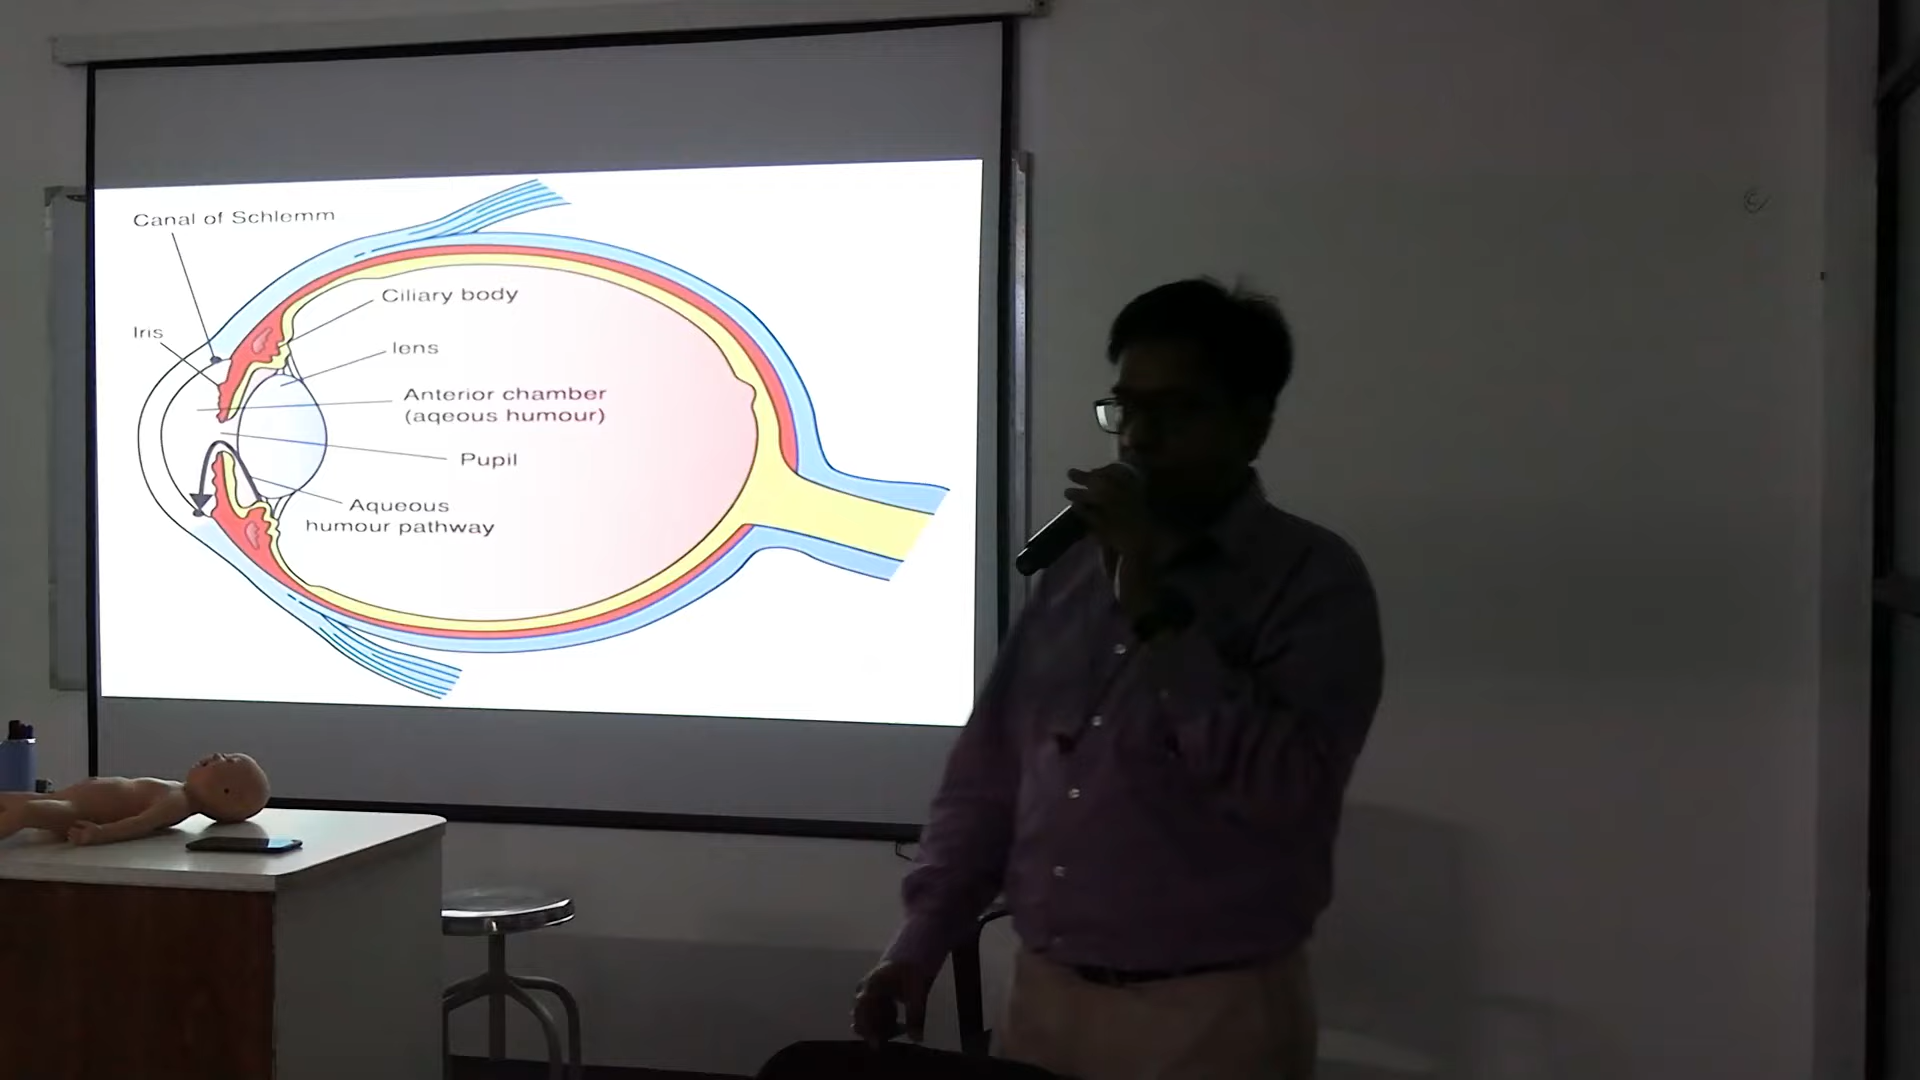 Canal of Schlemm
Ciliary body
Iris
lens
Anterior chamber
(aqeous humour)
Pupil
Aqueous
humour pathway